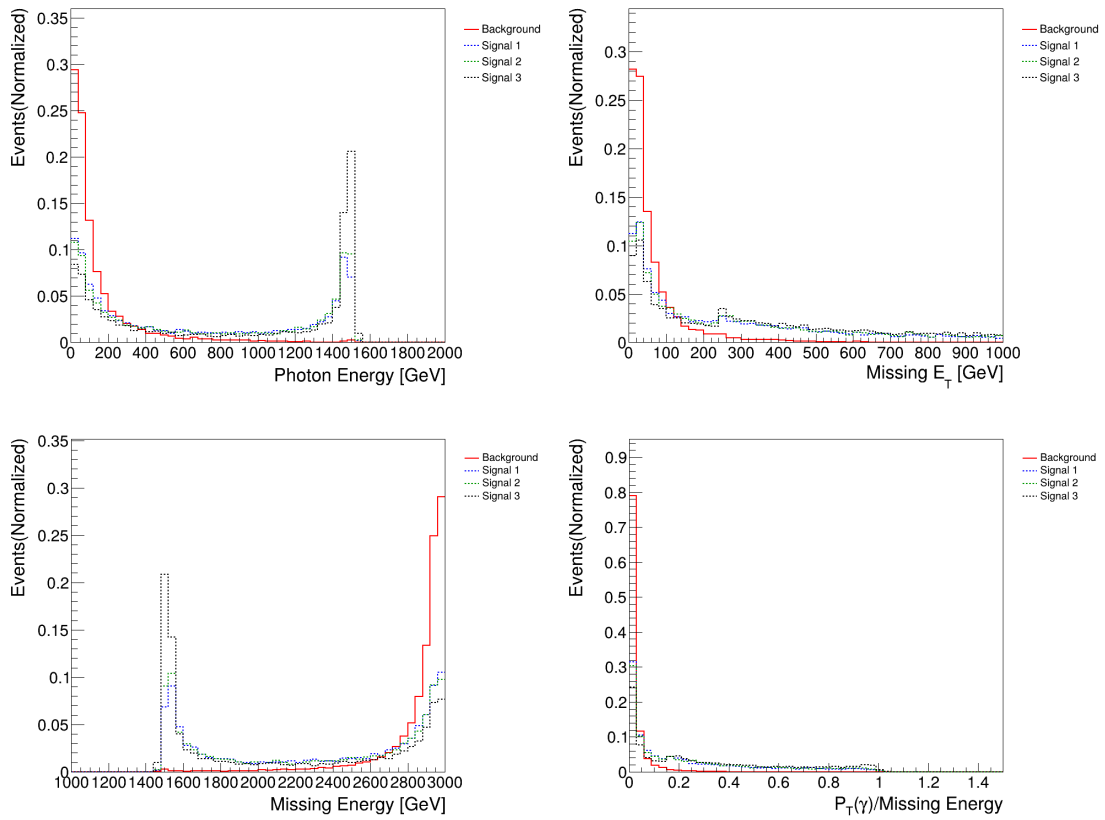 Events(Normalized)
0.35
0.3
0.25
0.2
0.15
0.1
0.05
0
0 200 400 600 800 1000 1200 1400 1600 1800 2000
Photon Energy [GeV]
Background
Signal 1
Signal 2
Signal 3
Events(Normalized)
0.3
0.25
0.2
0.15
0.1
0.05
0
0 100 200 300 400 500 600 700 800 900 1000
Missing E_T [GeV]
Background
Signal 1
Signal 2
Signal 3
Events(Normalized)
0.35
0.3
0.25
0.2
0.15
0.1
0.05
0
1000 1200 1400 1600 1800 2000 2200 2400 2600 2800 3000
Missing Energy [GeV]
Background
Signal 1
Signal 2
Signal 3
Events(Normalized)
0.9
0.8
0.7
0.6
0.5
0.4
0.3
0.2
0.1
0
0 0.2 0.4 0.6 0.8 1 1.2 1.4
P_T(γ)/Missing Energy
Background
Signal 1
Signal 2
Signal 3